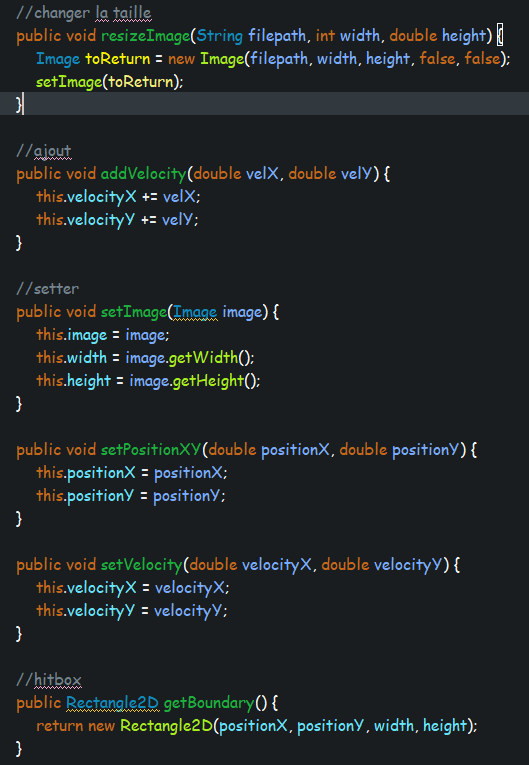 //changer la taille
public void resizeImage(String filepath, int width, double height) {
Image toReturn = new Image(filepath, width, height, false, false);
setImage(toReturn);
}
//ajout
public void addVelocity(double velX, double velY) {
this.velocityX += velX;
this.velocityY += velY;
}
//setter
public void setImage(Image image) {
this.image = image;
this.width = image.getWidth();
this.height = image.getHeight();
}
public void setPositionXY(double positionX, double positionY) {
this.positionX = positionX;
this.positionY = positionY;
}
public void setVelocity(double velocityX, double velocityY) {
this.velocityX = velocityX;
this.velocityY = velocityY;
}
//hitbox
public Rectangle2D getBoundary() {
return new Rectangle2D(positionX, positionY, width, height);
}